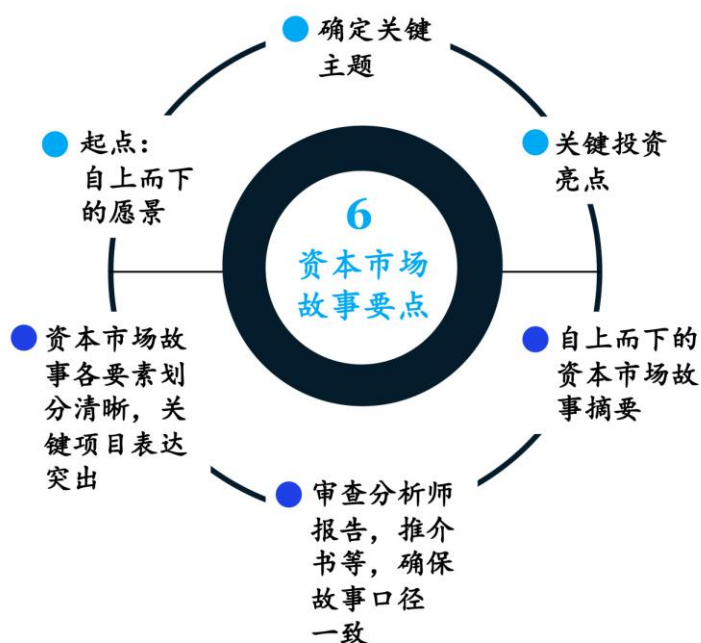 确定关键
主题
起点：
自上而下
的愿景
关键投资
亮点
6
资本市场
故事要点
资本市场故
事各要素划
分清晰，关
键项目表达
突出
自上而下的
资本市场故
事摘要
审查分析师
报告，推介
书等，确保
故事口径
一致